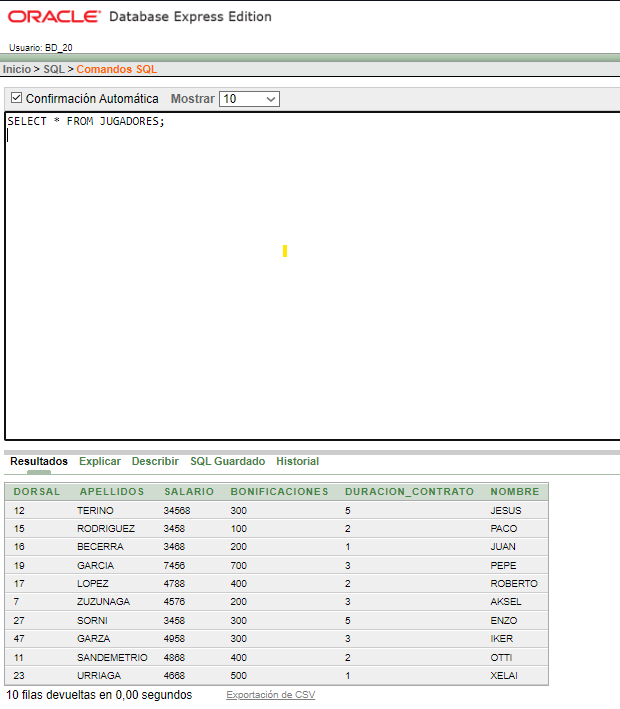 ORACLE® Database Express Edition
Usuario: BD_20
Inicio > SQL > Comandos SQL
Confirmación Automática Mostrar 10
SELECT * FROM JUGADORES;
Resultados Explicar Describir SQL Guardado Historial
DORSAL APELLIDOS SALARIO BONIFICACIONES DURACION_CONTRATO NOMBRE
12 TERINO 34568 300 5 JESUS
15 RODRIGUEZ 3458 100 2 PACO
16 BECERRA 3468 200 1 JUAN
19 GARCIA 7456 700 3 PEPE
17 LOPEZ 4788 400 2 ROBERTO
7 ZUZUNAGA 4576 200 3 AKSEL
27 SORNI 3458 300 5 ENZO
47 GARZA 4958 300 3 IKER
11 SANDEMETRIO 4868 400 2 OTTI
23 URRIAGA 4668 500 1 XELAI
10 filas devueltas en 0,00 segundos Exportación de CSV